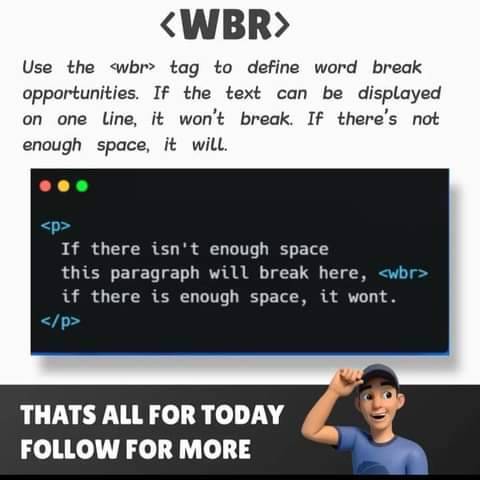 <WBR>
Use the <wbr> tag to define word break
opportunities. If the text can be displayed
on one line, it won't break. If there's not
enough space, it will.
<p>
If there isn't enough space
this paragraph will break here, <wbr>
if there is enough space, it wont.
</p>
THATS ALL FOR TODAY
FOLLOW FOR MORE